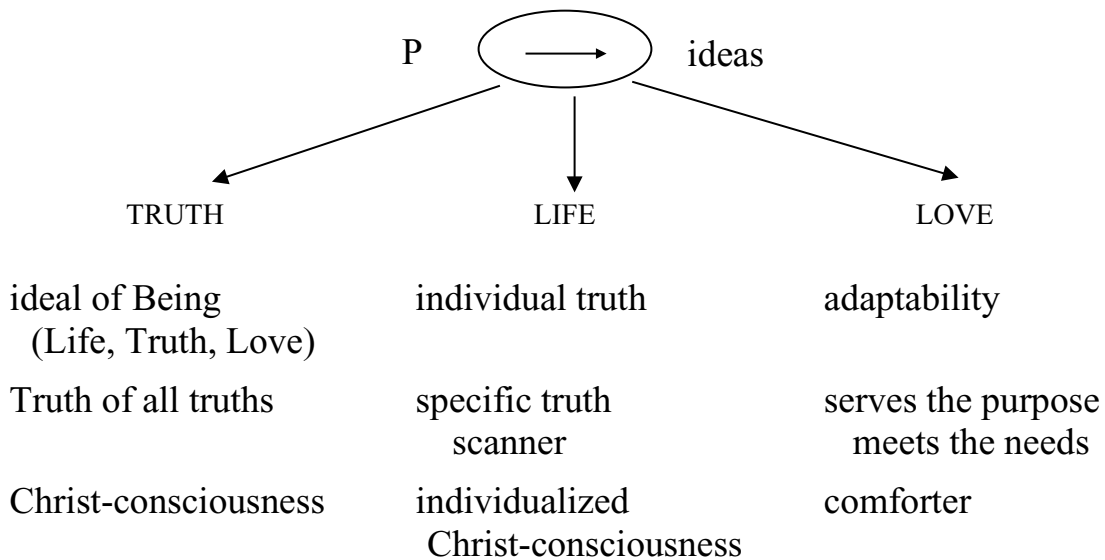 P ideas
TRUTH LIFE LOVE
ideal of Being individual truth adaptability
(Life, Truth, Love)
Truth of all truths specific truth serves the purpose
scanner meets the needs
Christ-consciousness individualized comforter
Christ-consciousness